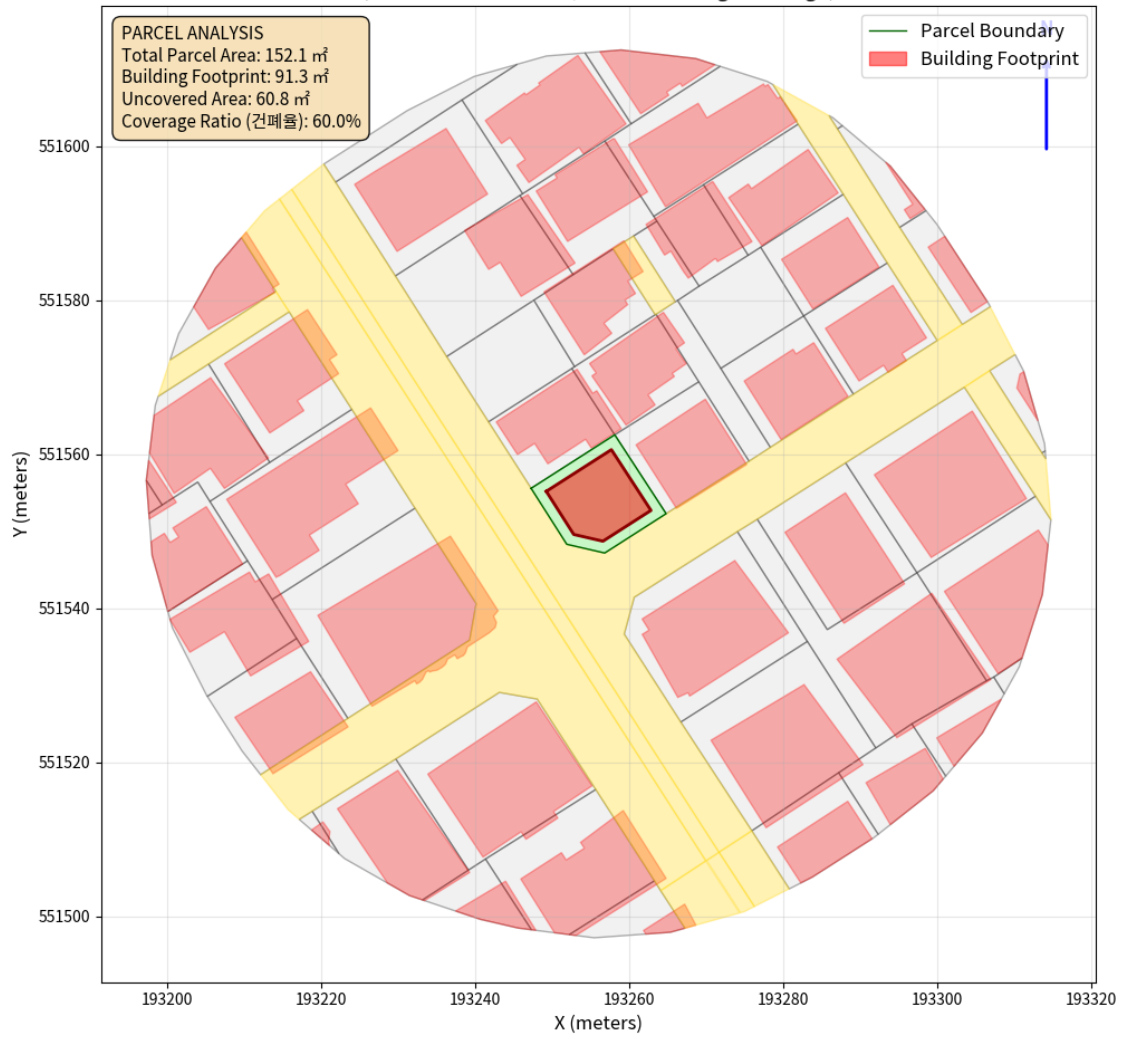 PARCEL ANALYSIS
Total Parcel Area: 152.1 ㎡
Building Footprint: 91.3 ㎡
Uncovered Area: 60.8 ㎡
Coverage Ratio (건폐율): 60.0%
Parcel Boundary
Building Footprint
N
551600
551580
551560
551540
551520
551500
Y (meters)
193200
193220
193240
193260
193280
193300
193320
X (meters)